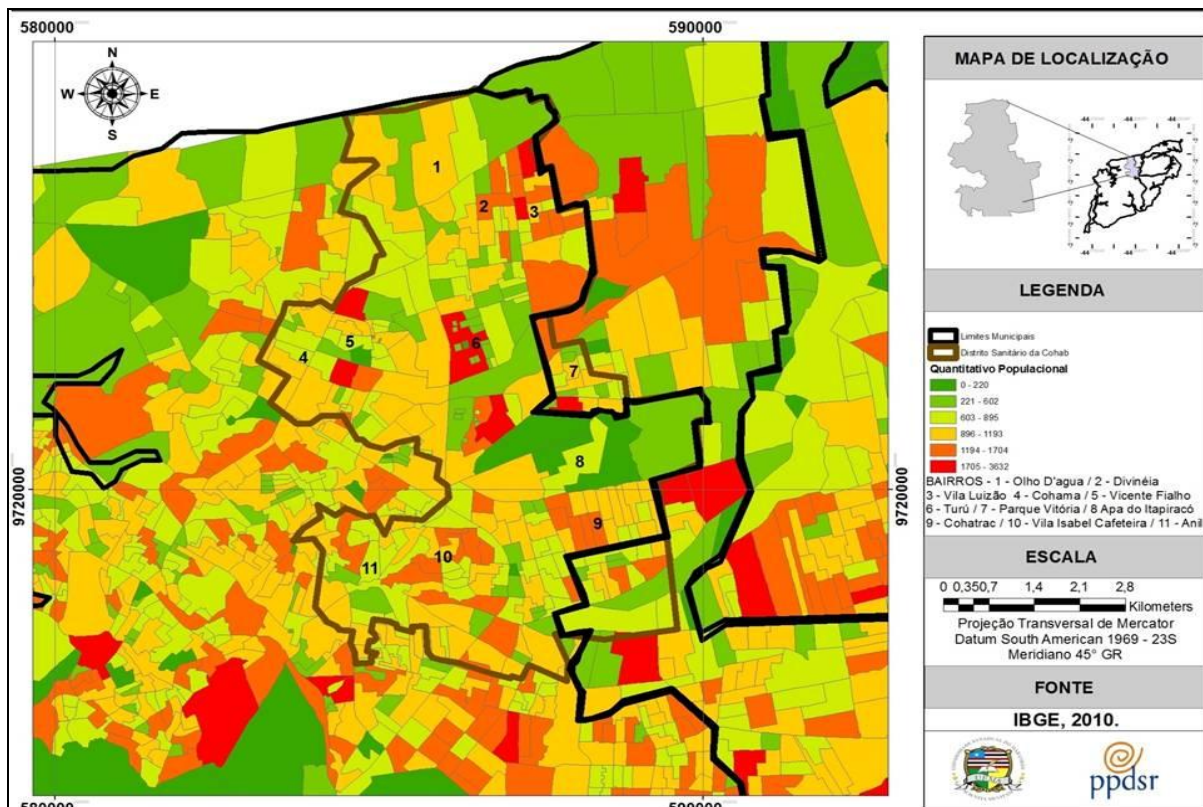 580000
590000
N
W
E
S
1
2
3
5
4
6
7
8
9
10
11
9720000
9720000
580000
590000
MAPA DE LOCALIZAÇÃO
LEGENDA
Limites Municipais
Distrito Sanitário da Cohab
Quantitativo Populacional
0 - 220
221 - 602
603 - 895
896 - 1193
1194 - 1704
1705 - 3632
BAIRROS - 1 - Olho D'agua / 2 - Divinéia
3 - Vila Luizão 4 - Cohama / 5 - Vicente Fialho
6 - Turú / 7 - Parque Vitória / 8 Apa do Itapiracó
9 - Cohatrac / 10 - Vila Isabel Cafeteira / 11 - Anil
ESCALA
0 0,350,7 1,4 2,1 2,8
Kilometers
Projeção Transversal de Mercator
Datum South American 1969 - 23S
Meridiano 45° GR
FONTE
IBGE, 2010.
ppdsr